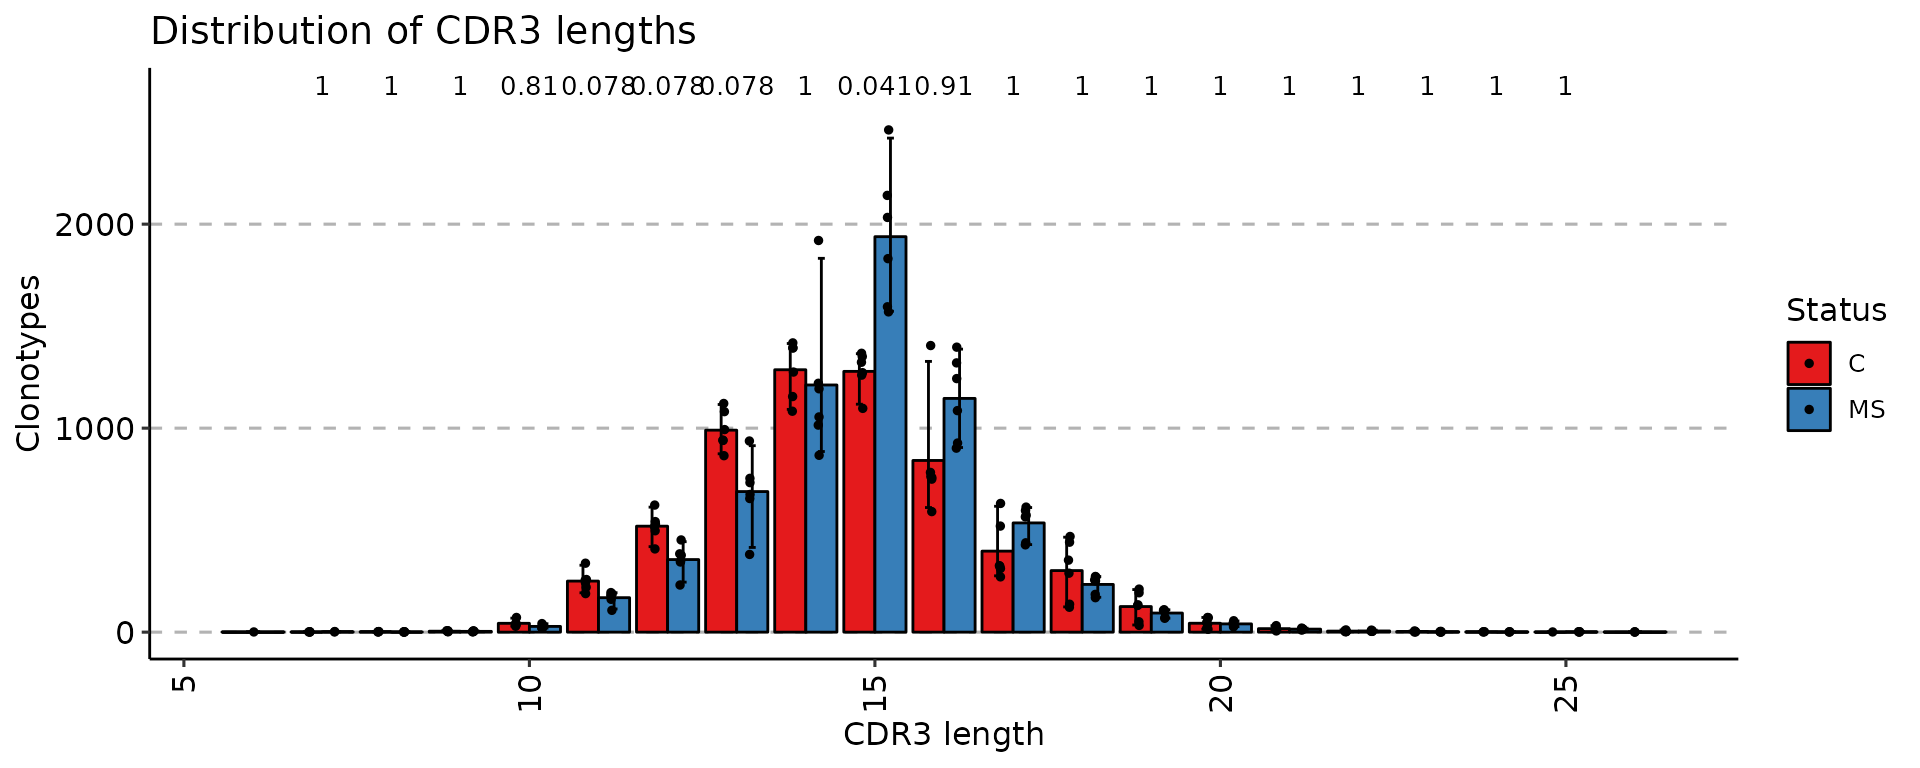 Distribution of CDR3 lengths
1 1 1 0.81 0.078 0.078 0.078 1 0.041 0.91 1 1 1 1 1 1 1 1 1
Clonotypes
2000
1000
0
5 10 15 20 25
CDR3 length
Status
C
MS